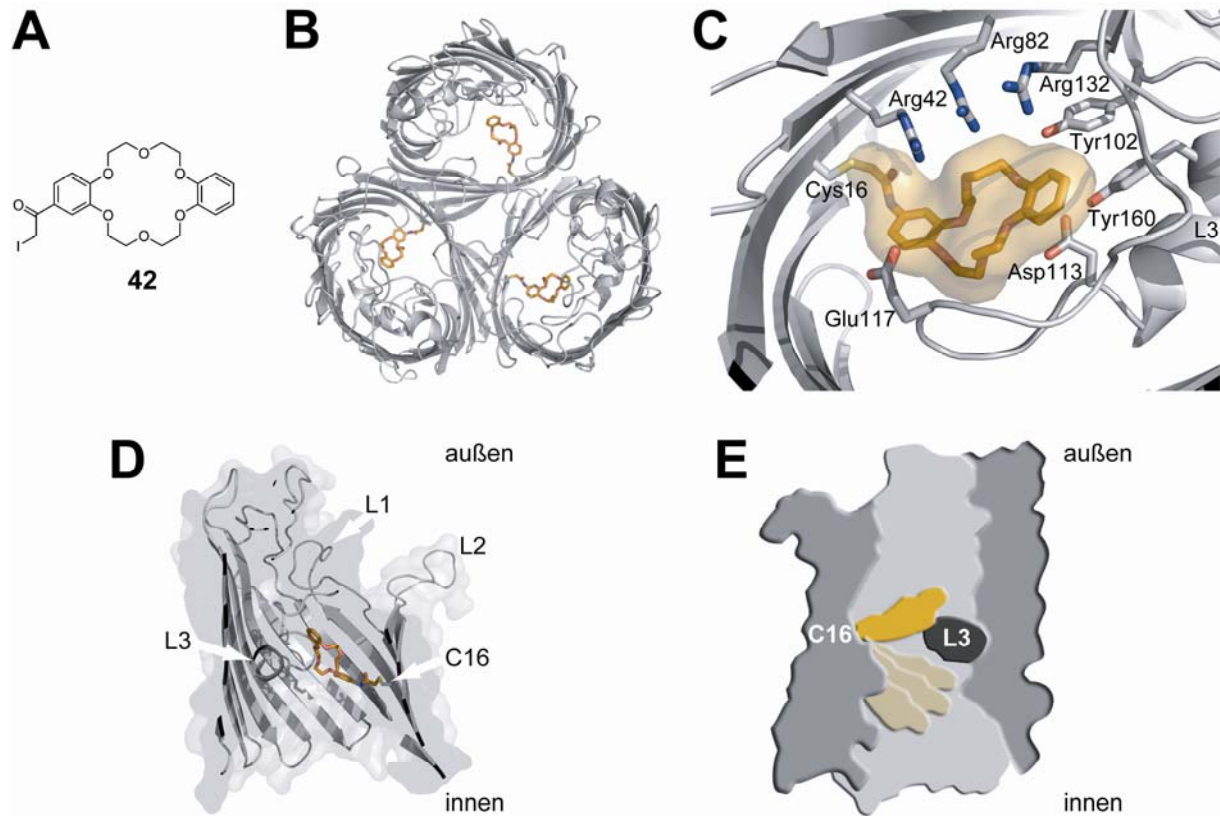 A
O
O
O
O
O
O
O
I
42
B
C
Arg82
Arg132
Arg42
Tyr102
Cys16
Tyr160
L3
Asp113
Glu117
D
außen
L1
L2
L3
C16
innen
E
außen
C16
L3
innen